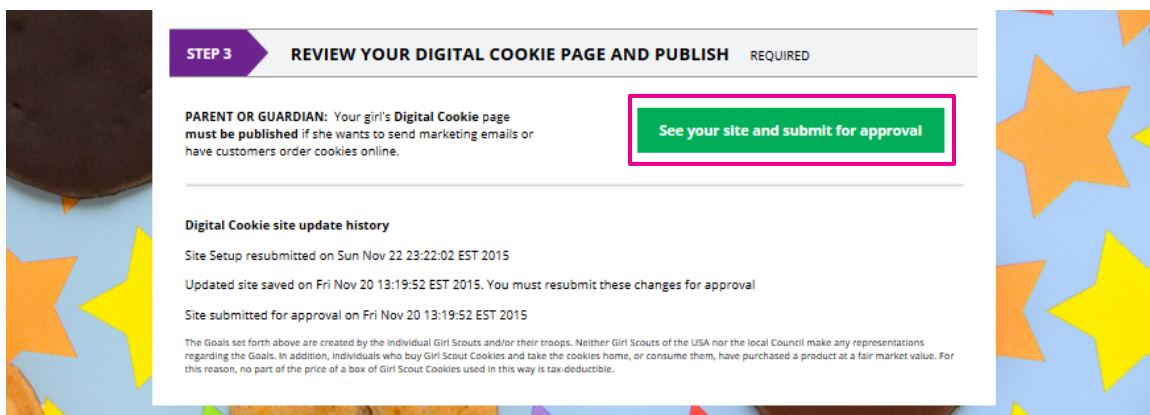 STEP 3 REVIEW YOUR DIGITAL COOKIE PAGE AND PUBLISH REQUIRED
PARENT OR GUARDIAN: Your girl's Digital Cookie page
must be published if she wants to send marketing emails or
have customers order cookies online.
See your site and submit for approval
Digital Cookie site update history
Site Setup resubmitted on Sun Nov 22 23:22:02 EST 2015
Updated site saved on Fri Nov 20 13:19:52 EST 2015. You must resubmit these changes for approval
Site submitted for approval on Fri Nov 20 13:19:52 EST 2015
The Goals set forth above are created by the individual Girl Scouts and/or their troops. Neither Girl Scouts of the USA nor the local Council make any representations
regarding the Goals. In addition, individuals who buy Girl Scout Cookies and take the cookies home, or consume them, have purchased a product at a fair market value. For
this reason, no part of the price of a box of Girl Scout Cookies used in this way is tax-deductible.